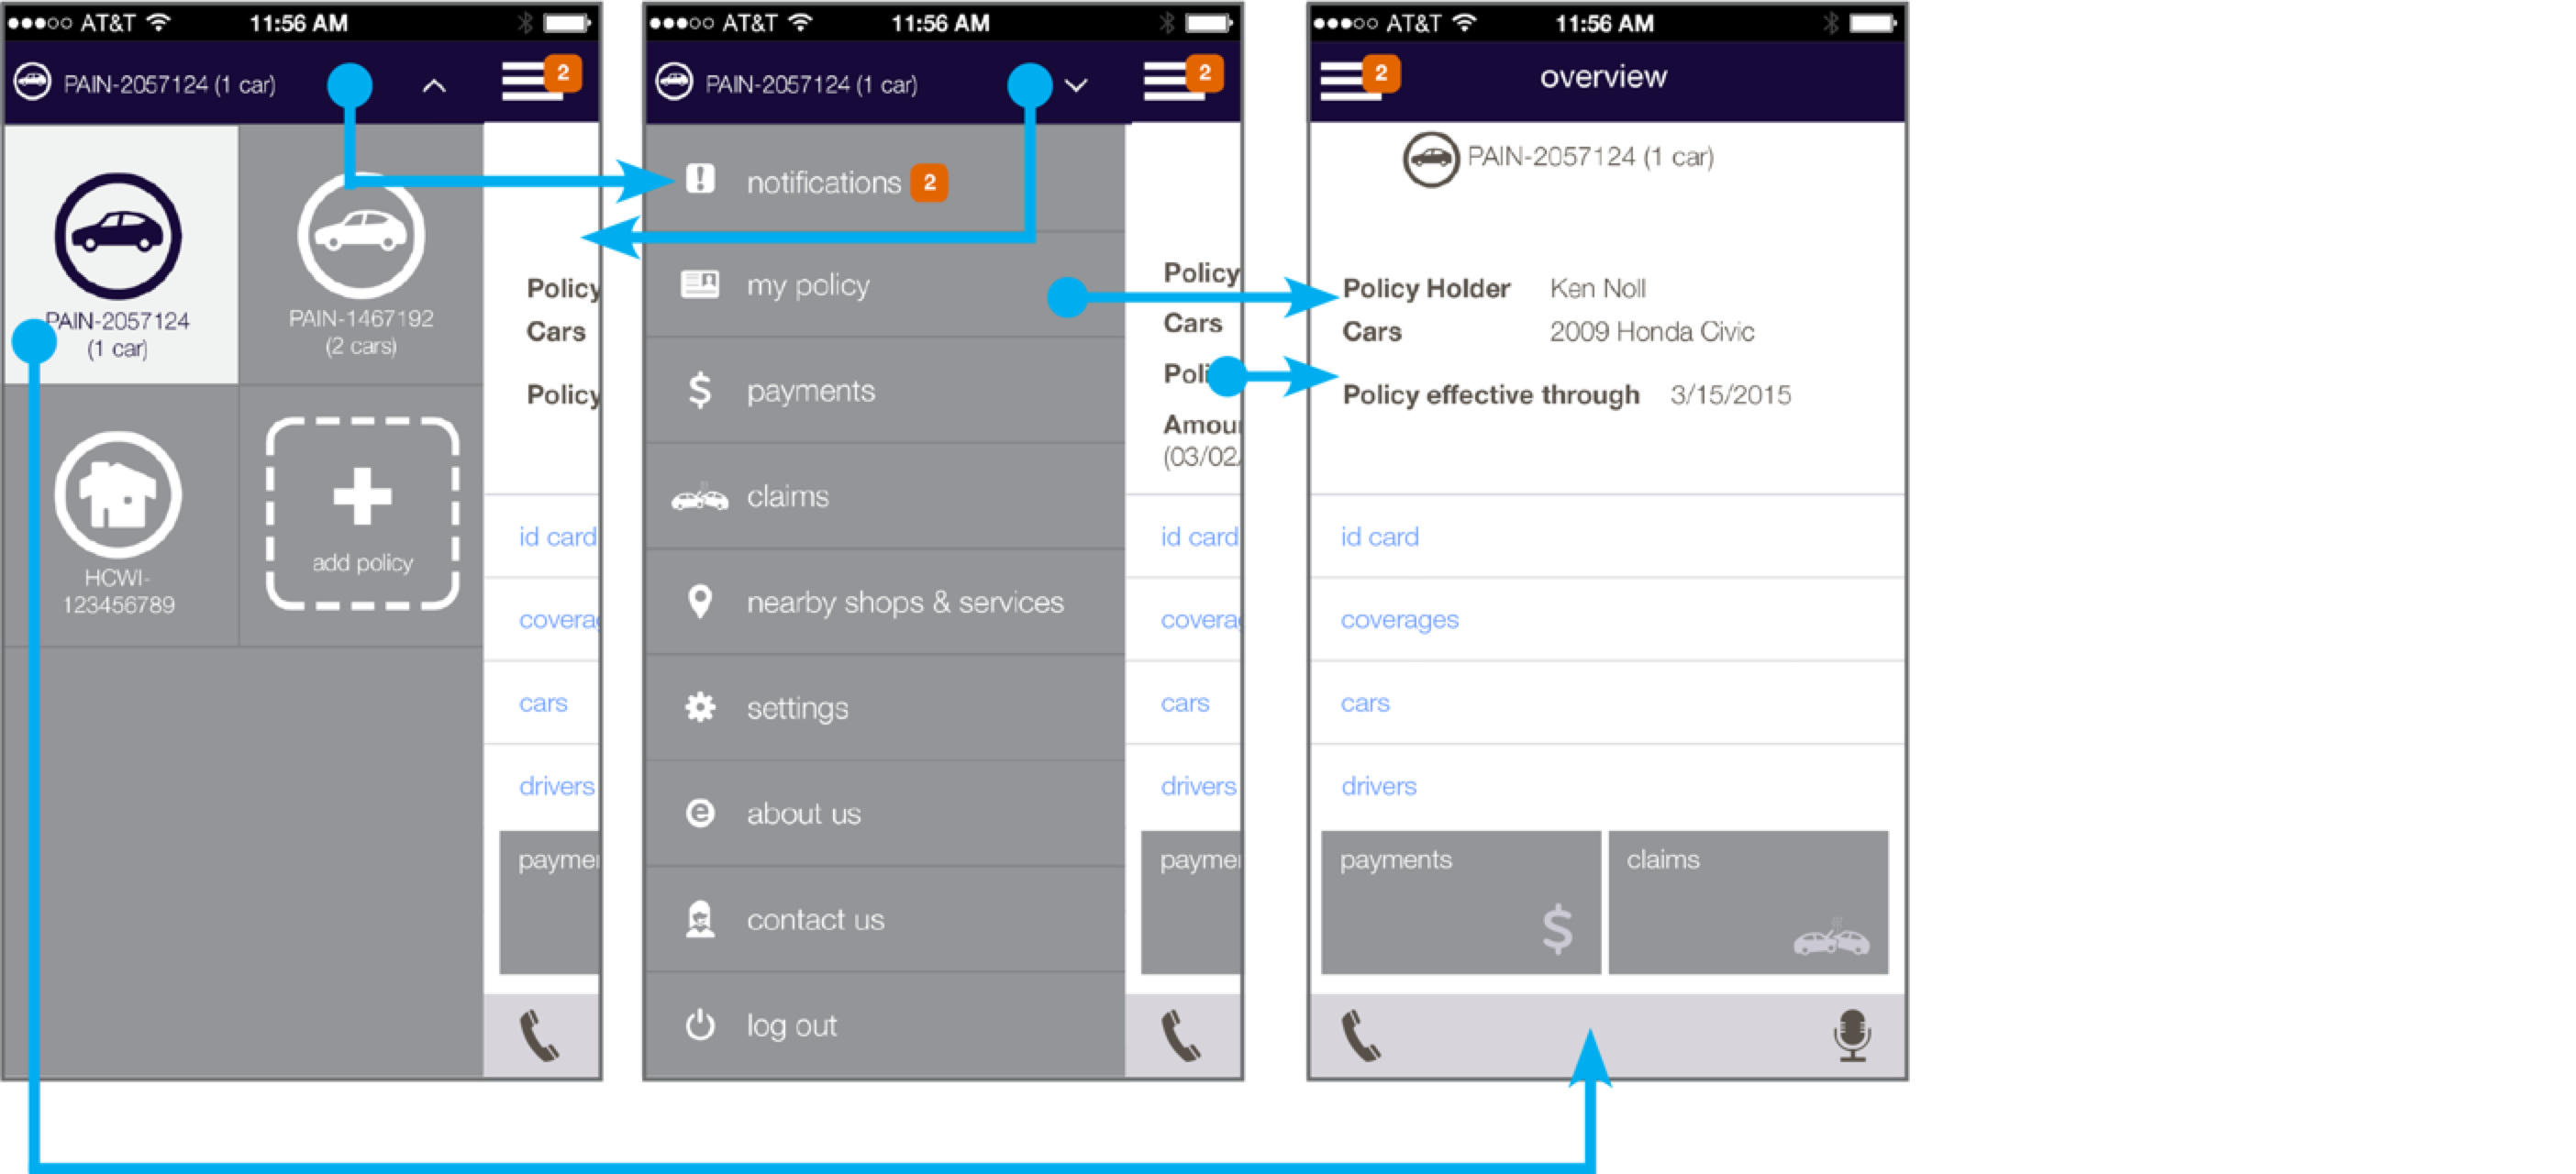 AT&T 11:56 AM
PAIN-2057124 (1 car)
2
PAIN-2057124
(1 car)
PAIN-1467192
(2 cars)
HCWI-
123456789
add policy
Policy
Cars
Policy
id card
coverag
cars
drivers
paymen
AT&T 11:56 AM
PAIN-2057124 (1 car)
2
notifications 2
my policy
payments
claims
nearby shops & services
settings
about us
contact us
log out
Policy
Cars
Poli
Amou
(03/02/
id card
coverag
cars
drivers
paymen
AT&T 11:56 AM
2 overview
PAIN-2057124 (1 car)
Policy Holder Ken Noll
Cars 2009 Honda Civic
Policy effective through 3/15/2015
id card
coverages
cars
drivers
payments
$
claims